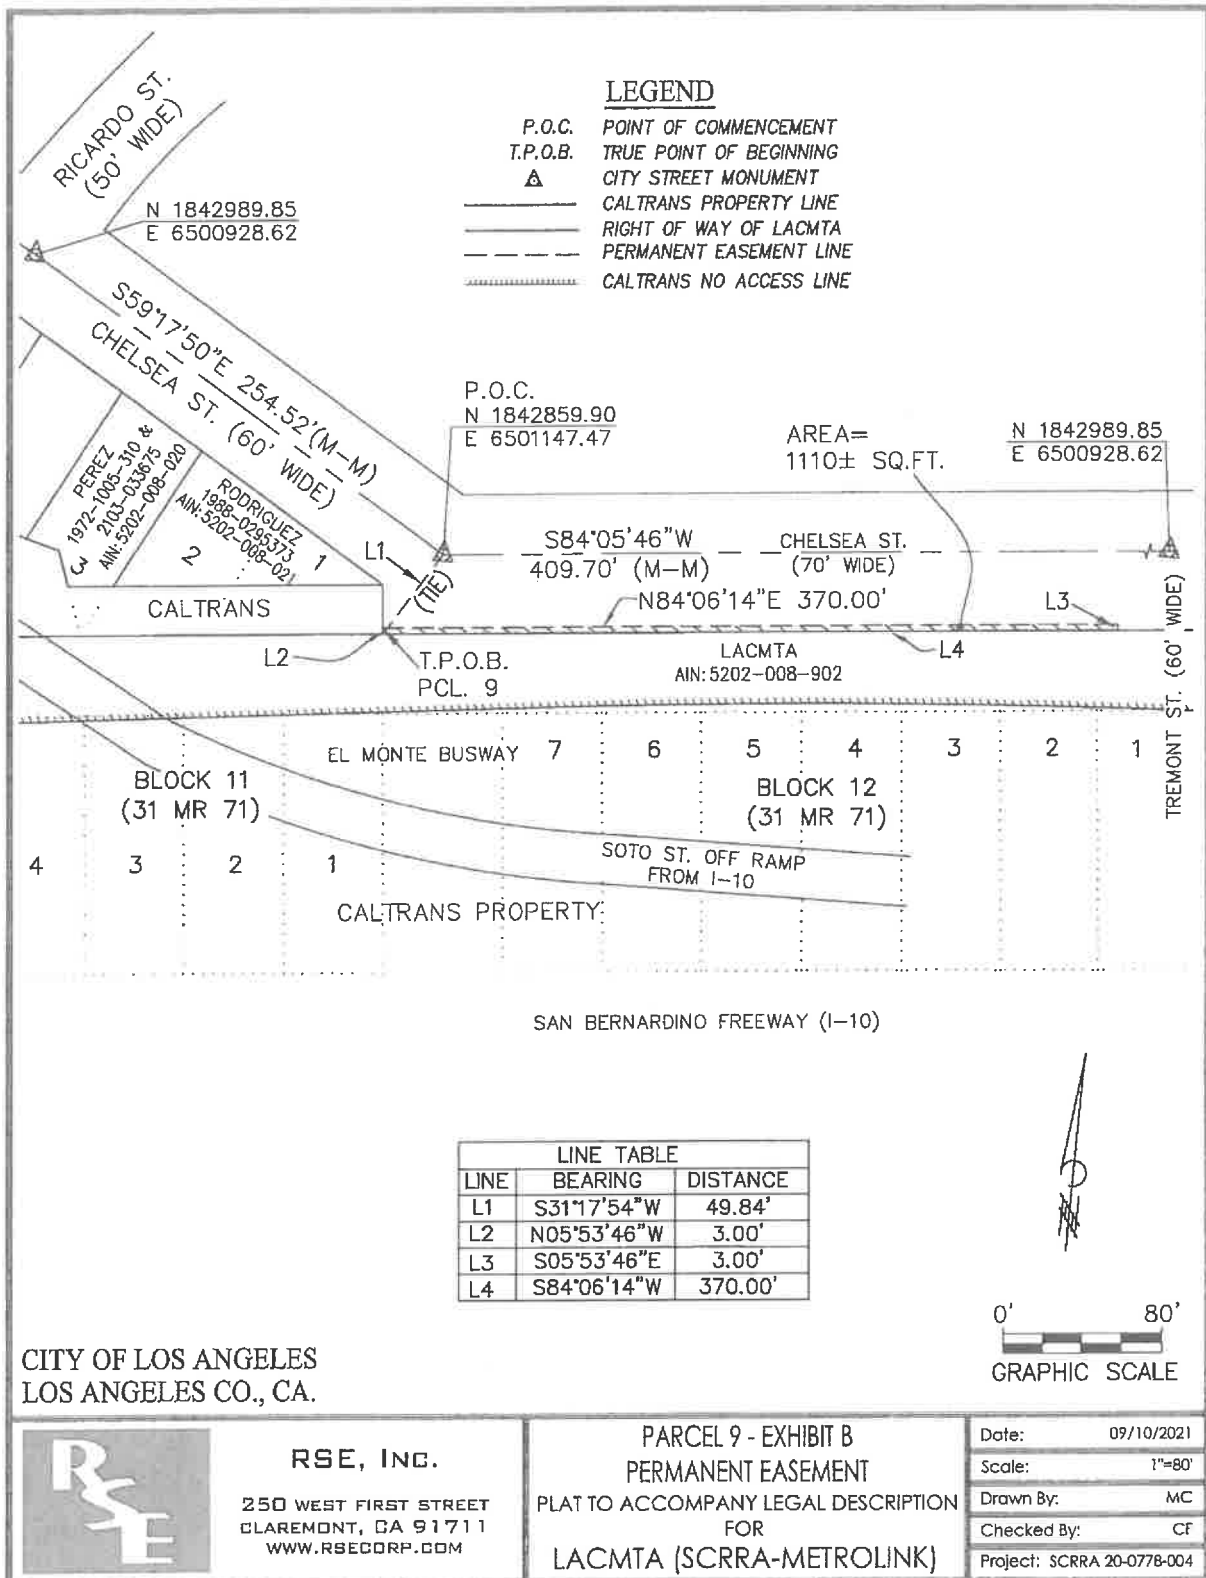 RICARDO ST.
(50' WIDE)
N 1842989.85
E 6500928.62
LEGEND
P.O.C. POINT OF COMMENCEMENT
T.P.O.B. TRUE POINT OF BEGINNING
CITY STREET MONUMENT
CALTRANS PROPERTY LINE
RIGHT OF WAY OF LACMTA
PERMANENT EASEMENT LINE
CALTRANS NO ACCESS LINE
S59°17'50"E 254.52'(M-M)
CHELSEA ST. (60' WIDE)
P.O.C.
N 1842859.90
E 6501147.47
AREA=
1110± SQ.FT.
N 1842989.85
E 6500928.62
PEREZ
1972-1005-310 &
2103-033675
AIN:5202-008-020
3
RODRIGUEZ
1988-0295373
AIN:5202-008-021
2
1
L1
(TIE)
S84°05'46"W
409.70' (M-M)
CHELSEA ST.
(70' WIDE)
N84°06'14"E 370.00'
L3
CALTRANS
L2
T.P.O.B.
PCL. 9
LACMTA
AIN:5202-008-902
L4
TREMONT ST. (60' WIDE)
EL MONTE BUSWAY
7 6 5 4 3 2 1
BLOCK 11
(31 MR 71)
BLOCK 12
(31 MR 71)
4 3 2 1
SOTO ST. OFF RAMP
FROM I-10
CALTRANS PROPERTY
SAN BERNARDINO FREEWAY (I-10)
N
LINE TABLE
LINE BEARING DISTANCE
L1 S31°17'54"W 49.84'
L2 N05°53'46"W 3.00'
L3 S05°53'46"E 3.00'
L4 S84°06'14"W 370.00'
0' 80'
GRAPHIC SCALE
CITY OF LOS ANGELES
LOS ANGELES CO., CA.
RSE
RSE, INC.
250 WEST FIRST STREET
CLAREMONT, CA 91711
WWW.RSECORP.COM
PARCEL 9 - EXHIBIT B
PERMANENT EASEMENT
PLAT TO ACCOMPANY LEGAL DESCRIPTION
FOR
LACMTA (SCRRA-METROLINK)
Date: 09/10/2021
Scale: 1"=80'
Drawn By: MC
Checked By: CF
Project: SCRRA 20-0778-004